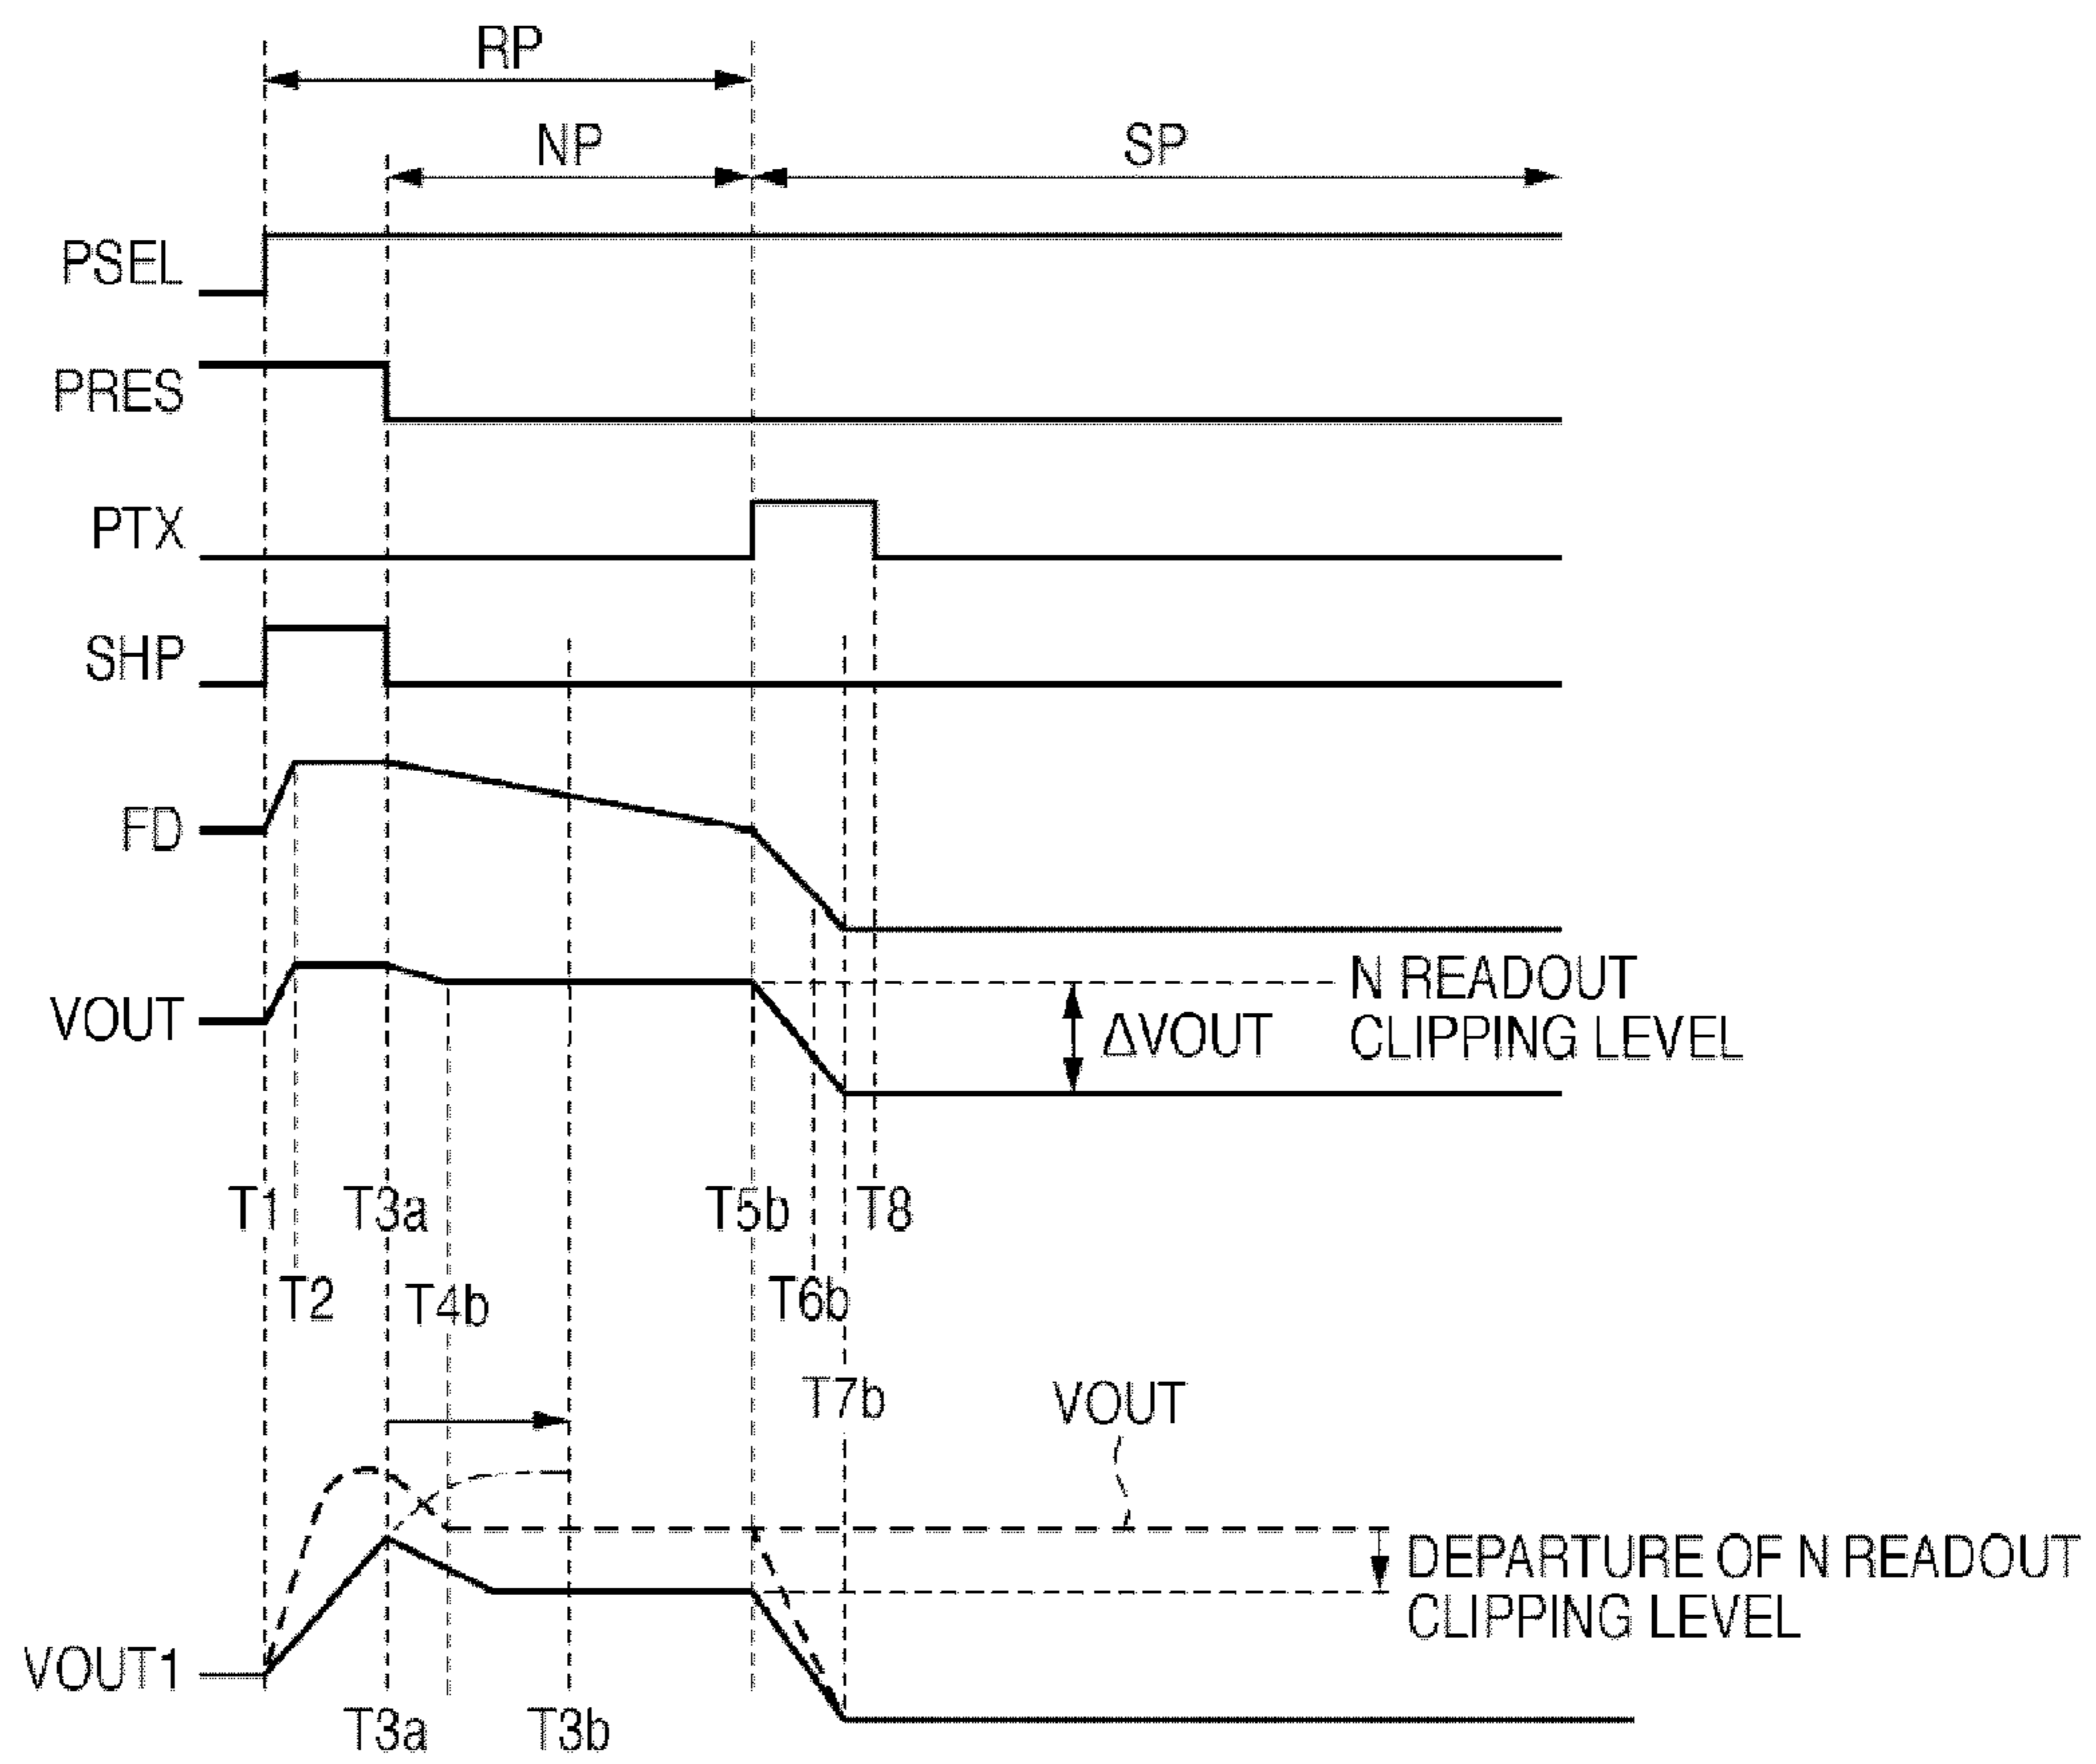 RP
NP
SP
PSEL
PRES
PTX
SHP
FD
VOUT
N READOUT
CLIPPING LEVEL
ΔVOUT
T1
T3a
T5b
T8
T2
T4b
T6b
T7b
VOUT
DEPARTURE OF N READOUT
CLIPPING LEVEL
VOUT1
T3a
T3b